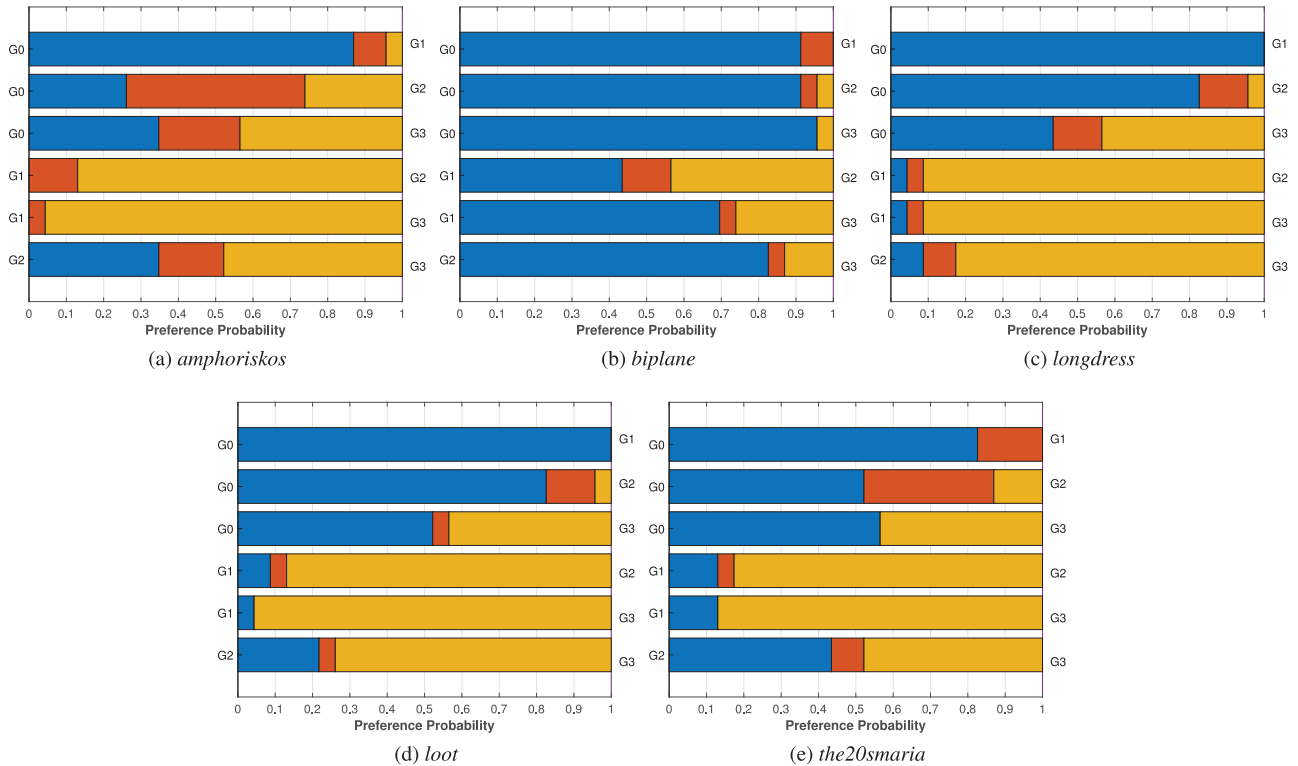 G0 G1
G0 G2
G0 G3
G1 G2
G1 G3
G2 G3
0 0.1 0.2 0.3 0.4 0.5 0.6 0.7 0.8 0.9 1
Preference Probability
(a) amphoriskos
G0 G1
G0 G2
G0 G3
G1 G2
G1 G3
G2 G3
0 0.1 0.2 0.3 0.4 0.5 0.6 0.7 0.8 0.9 1
Preference Probability
(b) biplane
G0 G1
G0 G2
G0 G3
G1 G2
G1 G3
G2 G3
0 0.1 0.2 0.3 0.4 0.5 0.6 0.7 0.8 0.9 1
Preference Probability
(c) longdress
G0 G1
G0 G2
G0 G3
G1 G2
G1 G3
G2 G3
0 0.1 0.2 0.3 0.4 0.5 0.6 0.7 0.8 0.9 1
Preference Probability
(d) loot
G0 G1
G0 G2
G0 G3
G1 G2
G1 G3
G2 G3
0 0.1 0.2 0.3 0.4 0.5 0.6 0.7 0.8 0.9 1
Preference Probability
(e) the20smaria